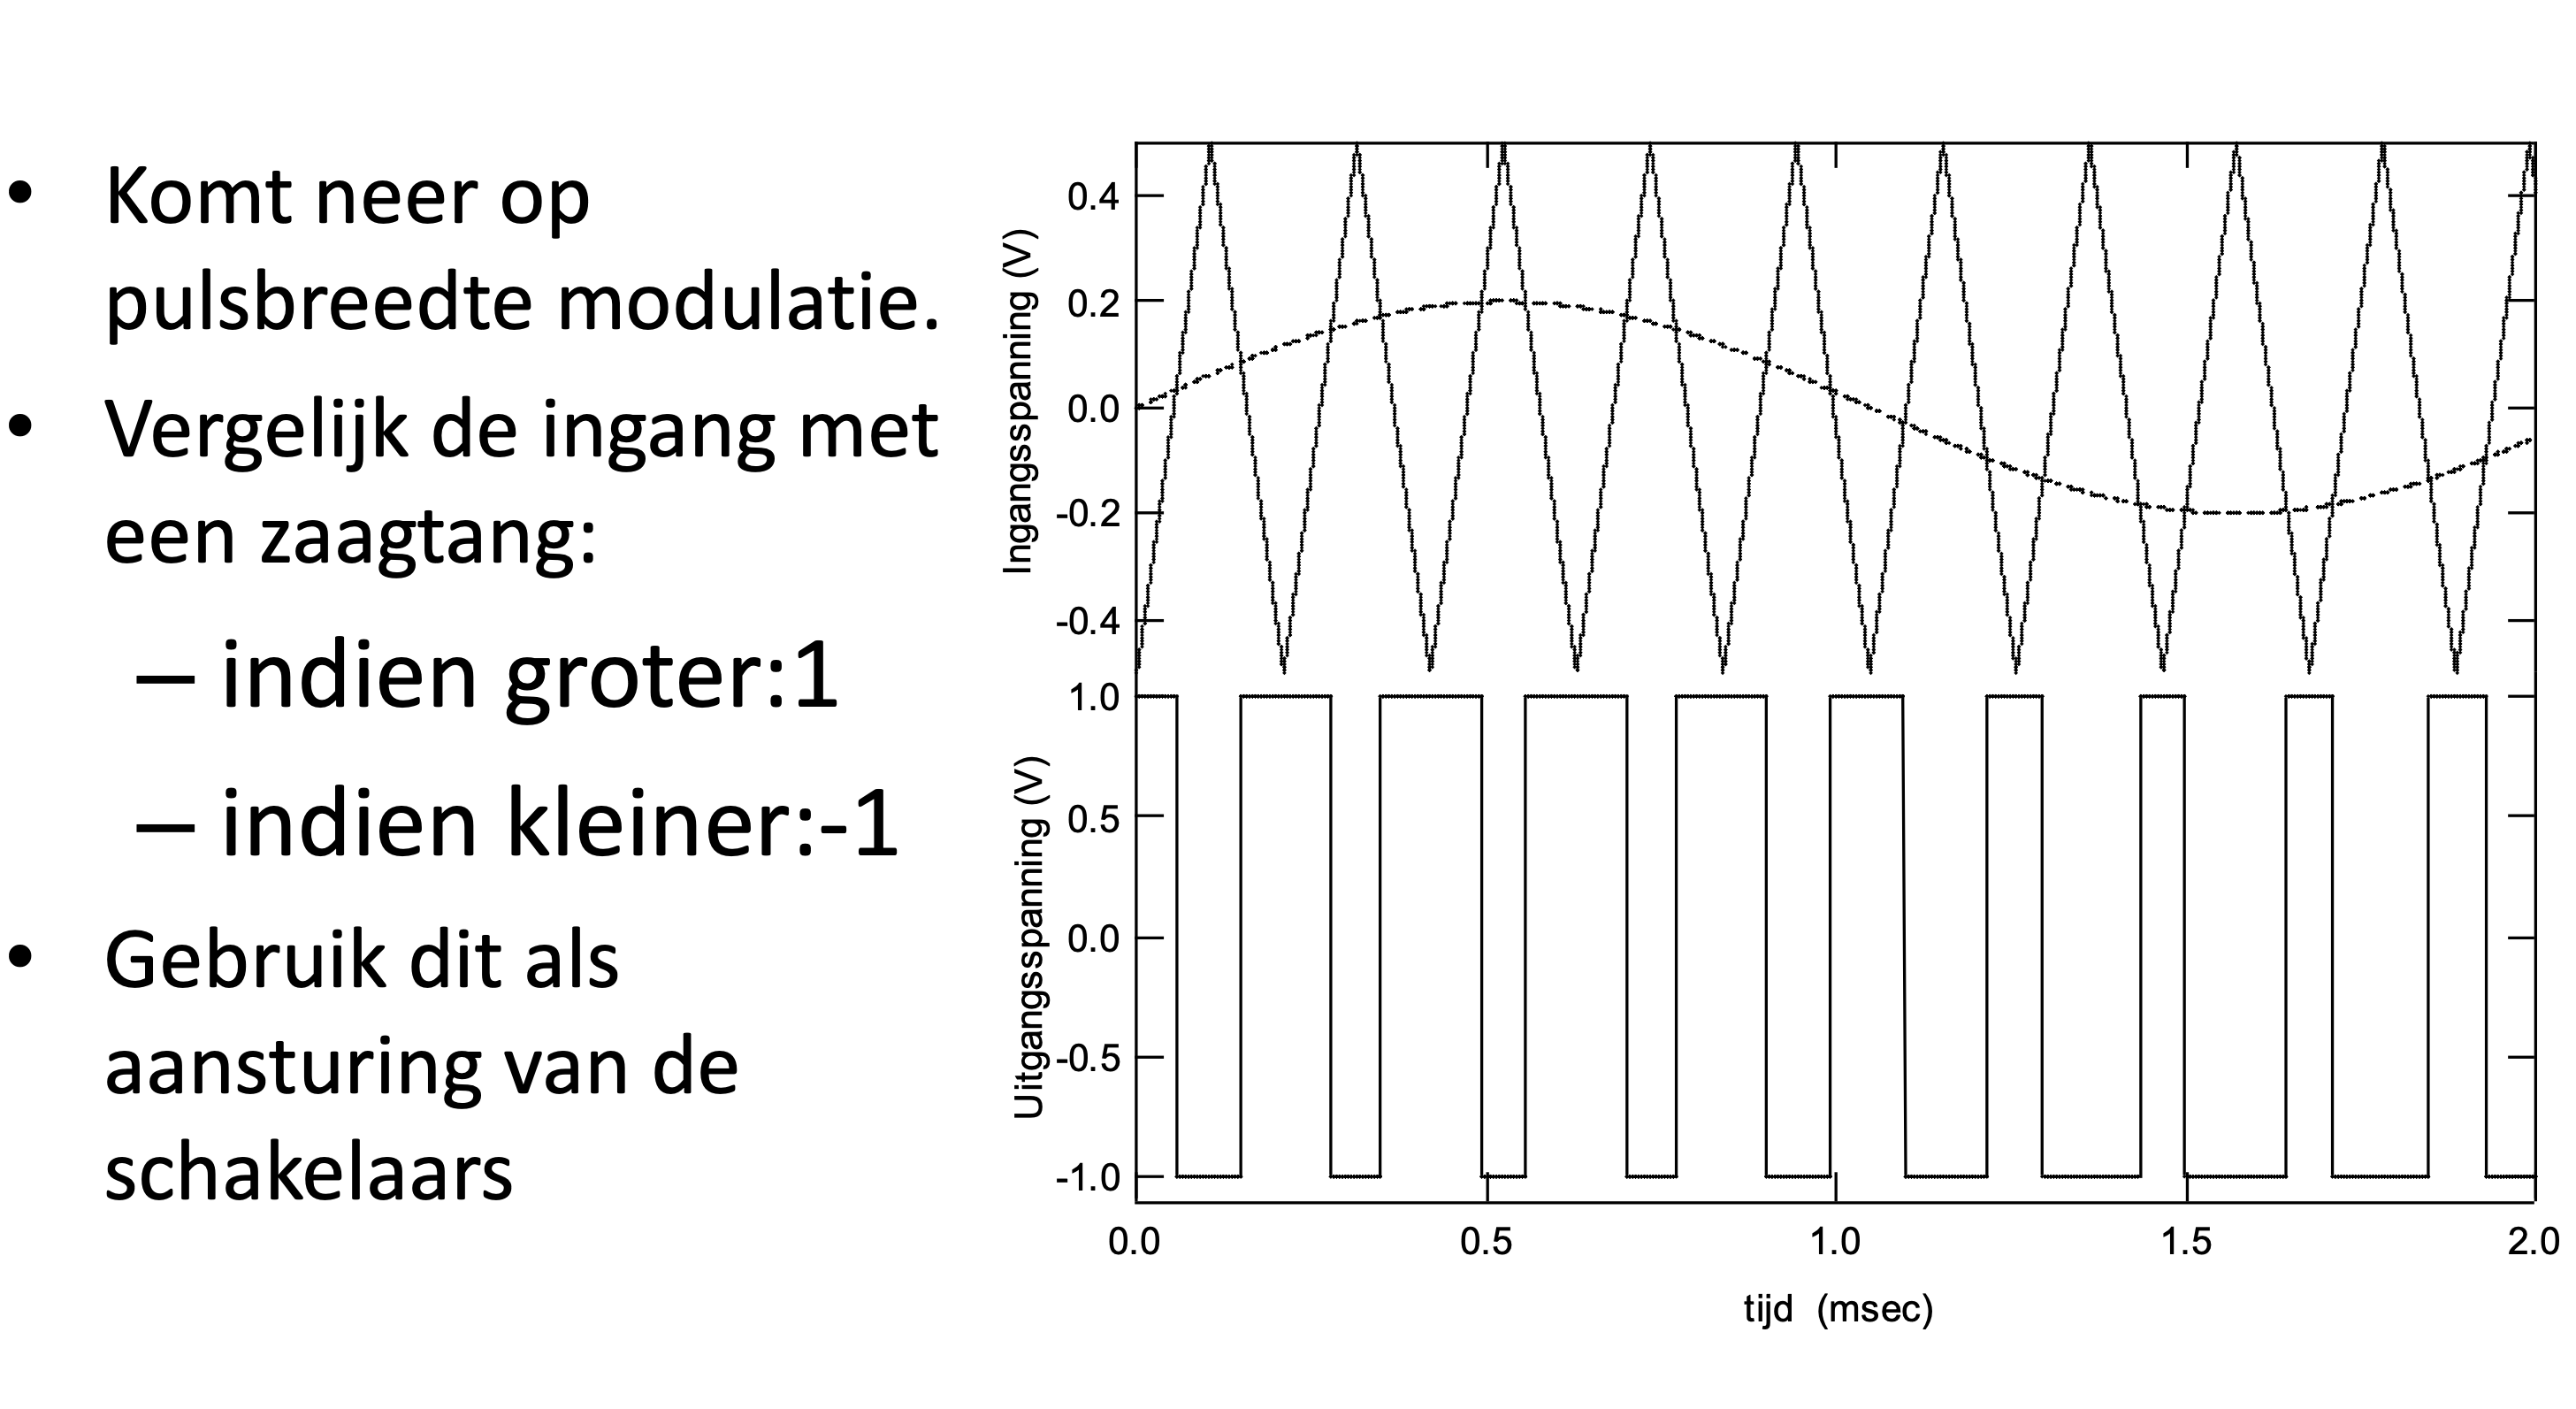 • Komt neer op
pulsbreedte modulatie.
• Vergelijk de ingang met
een zaagtang:
– indien groter:1
– indien kleiner:-1
• Gebruik dit als
aansturing van de
schakelaars
Ingangsspanning (V)
0.4
0.2
0.0
-0.2
-0.4
Uitgangsspanning (V)
1.0
0.5
0.0
-0.5
-1.0
0.0 0.5 1.0 1.5 2.0
tijd (msec)